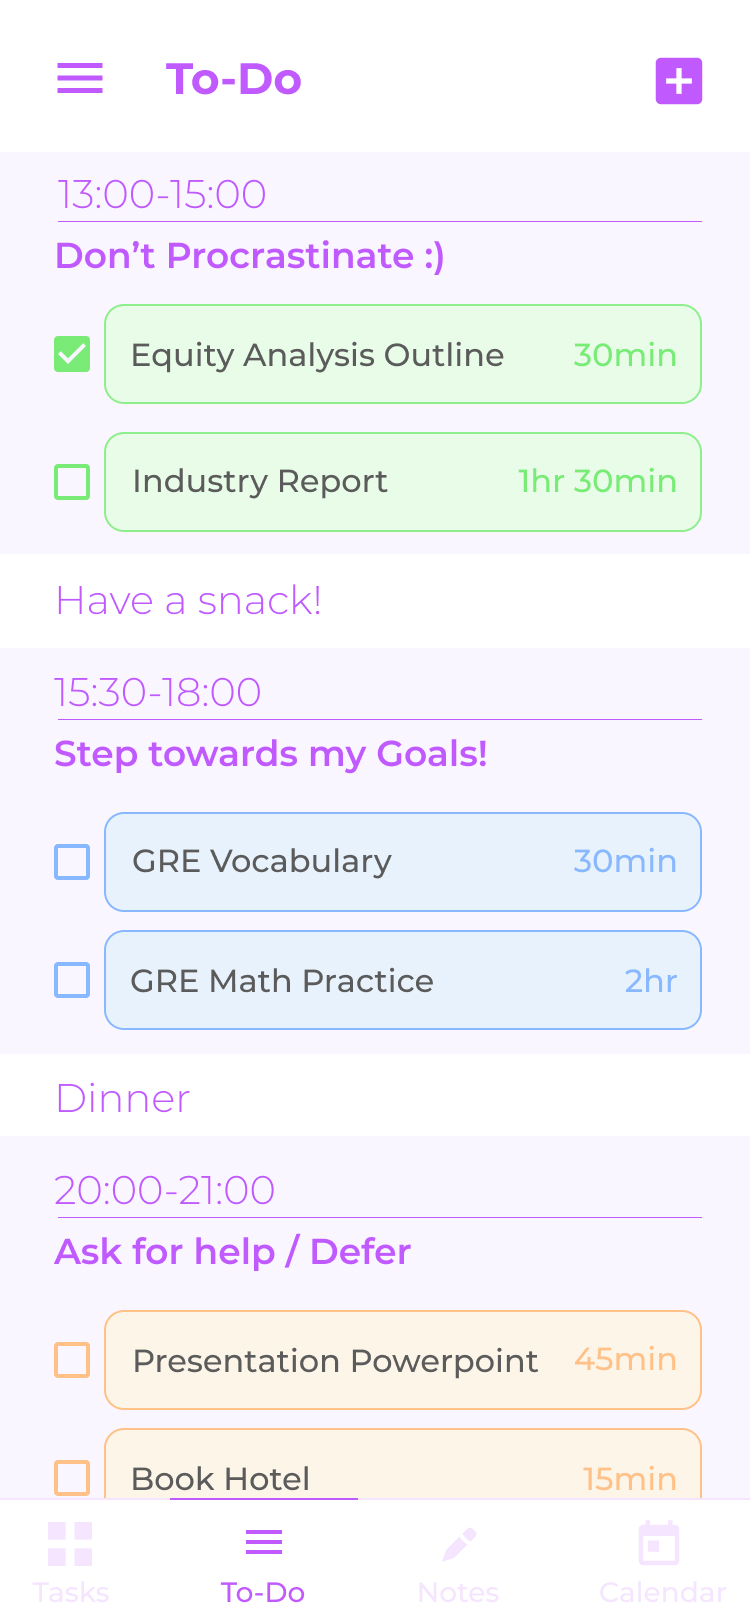 To-Do
13:00-15:00
Don’t Procrastinate :)
Equity Analysis Outline 30min
Industry Report 1hr 30min
Have a snack!
15:30-18:00
Step towards my Goals!
GRE Vocabulary 30min
GRE Math Practice 2hr
Dinner
20:00-21:00
Ask for help / Defer
Presentation Powerpoint 45min
Book Hotel 15min
Tasks To-Do Notes Calendar